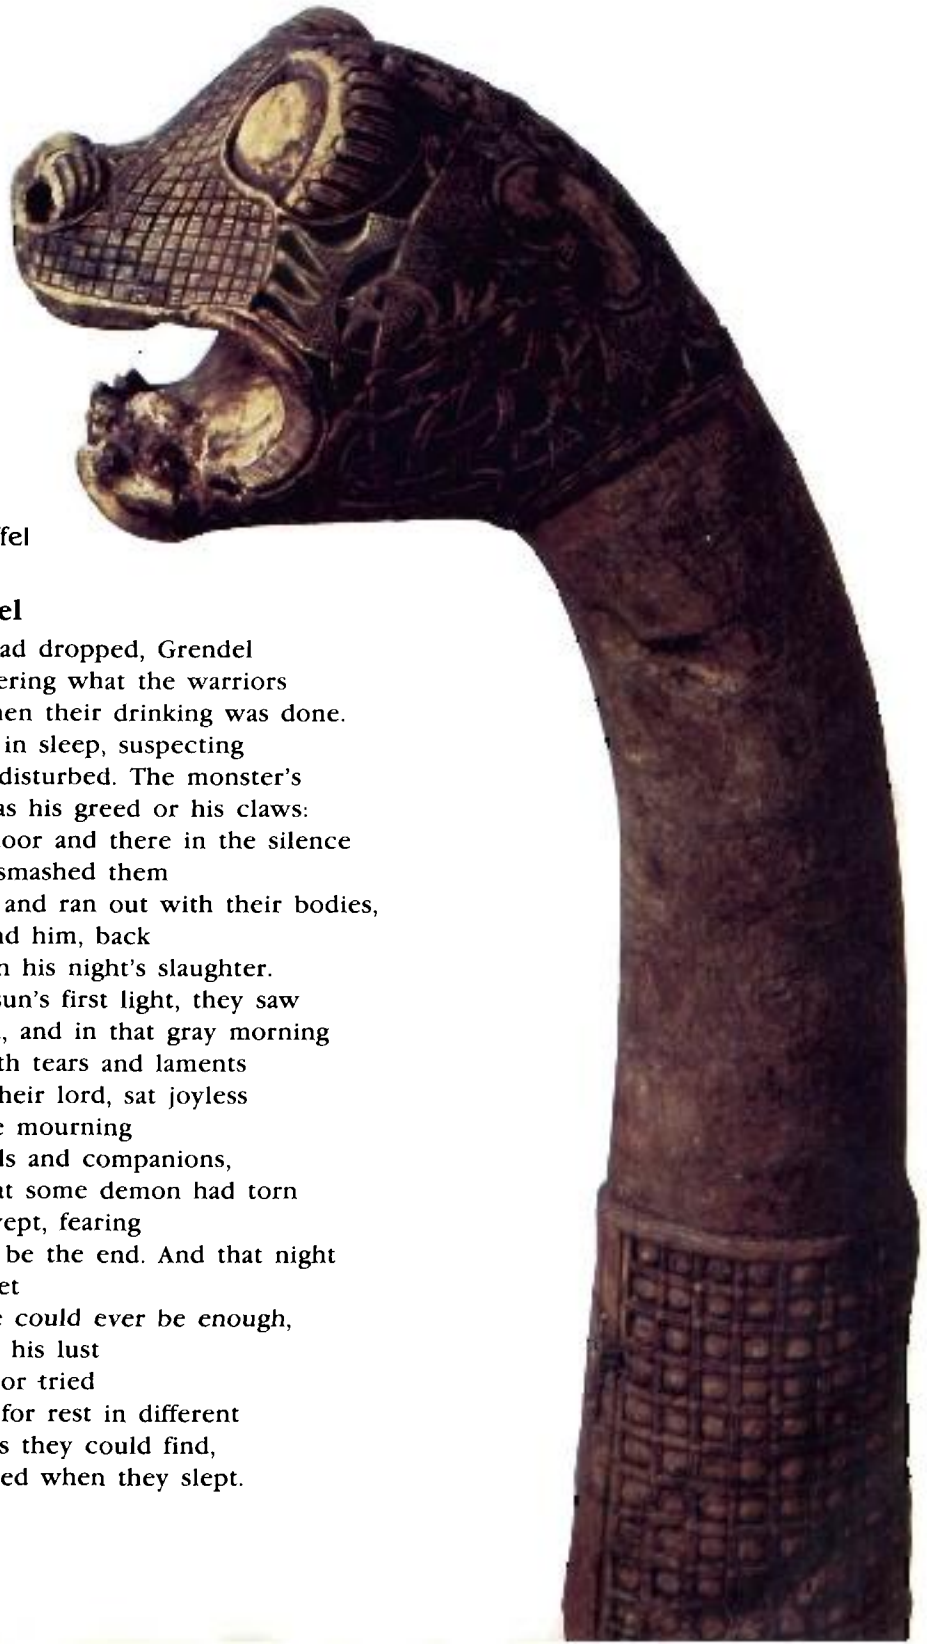 fel
el
ad dropped, Grendel
ering what the warriors
en their drinking was done.
in sleep, suspecting
disturbed. The monster's
as his greed or his claws:
oor and there in the silence
smashed them
and ran out with their bodies,
d him, back
n his night's slaughter.
sun's first light, they saw
, and in that gray morning
th tears and laments
heir lord, sat joyless
e mourning
ls and companions,
at some demon had torn
ept, fearing
be the end. And that night
et
e could ever be enough,
his lust
or tried
for rest in different
s they could find,
ed when they slept.